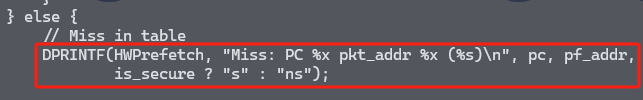 } else {
// Miss in table
DPRINTF(HWPrefetch, "Miss: PC %x pkt_addr %x (%s)\n", pc, pf_addr,
is_secure ? "s" : "ns");